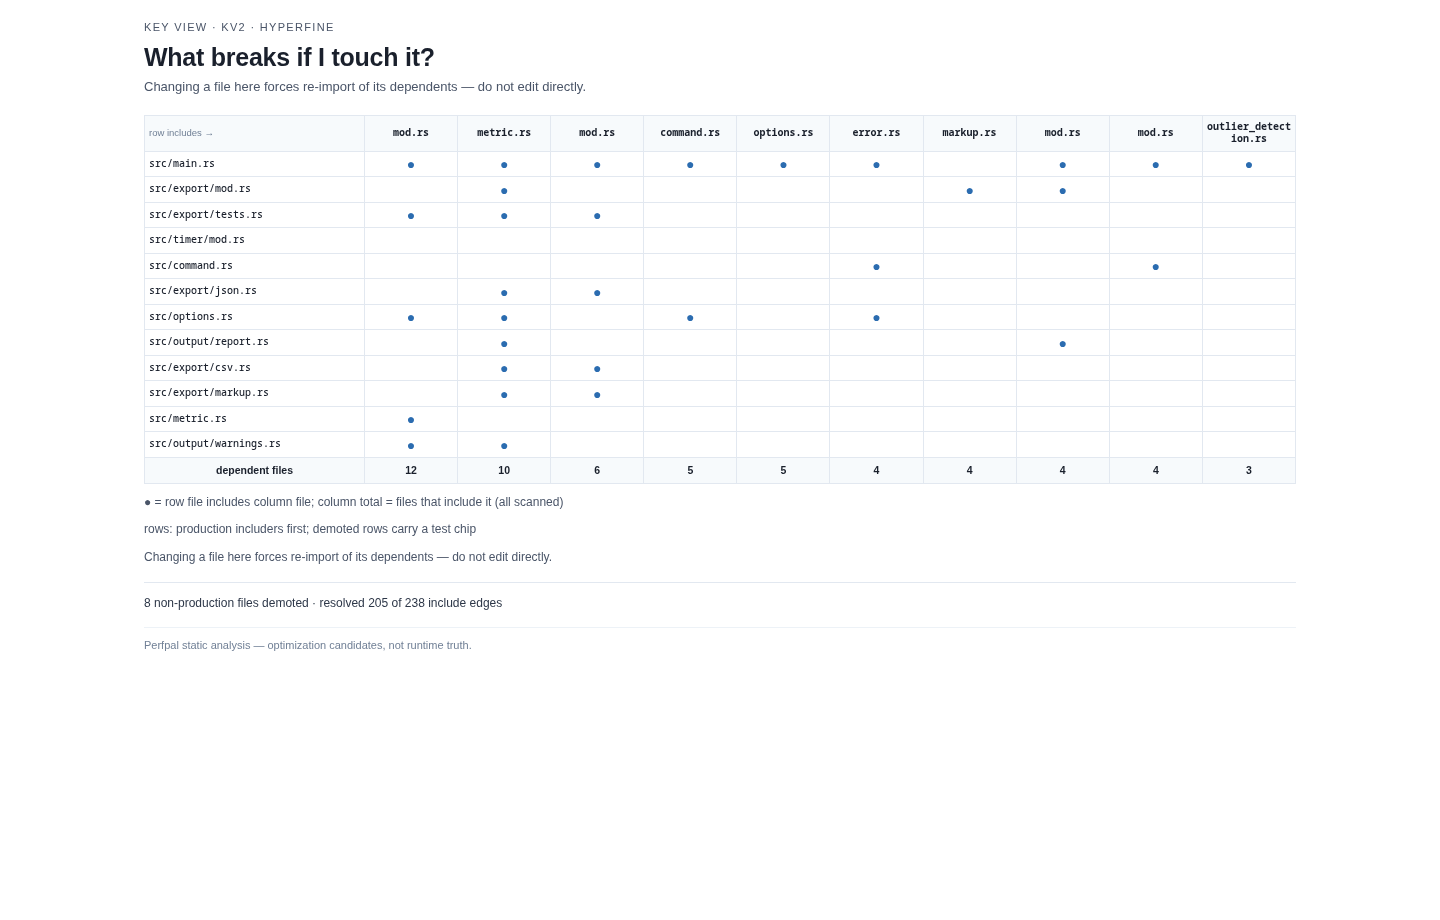 KEY VIEW · KV2 · HYPERFINE
What breaks if I touch it?
Changing a file here forces re-import of its dependents — do not edit directly.
row includes → mod.rs metric.rs mod.rs command.rs options.rs error.rs markup.rs mod.rs mod.rs outlier_detect
ion.rs
src/main.rs ● ● ● ● ● ● ● ● ●
src/export/mod.rs ● ● ●
src/export/tests.rs ● ● ●
src/timer/mod.rs
src/command.rs ● ●
src/export/json.rs ● ●
src/options.rs ● ● ● ●
src/output/report.rs ● ●
src/export/csv.rs ● ●
src/export/markup.rs ● ●
src/metric.rs ●
src/output/warnings.rs ● ●
dependent files 12 10 6 5 5 4 4 4 4 3
● = row file includes column file; column total = files that include it (all scanned)
rows: production includers first; demoted rows carry a test chip
Changing a file here forces re-import of its dependents — do not edit directly.
8 non-production files demoted · resolved 205 of 238 include edges
Perfpal static analysis — optimization candidates, not runtime truth.